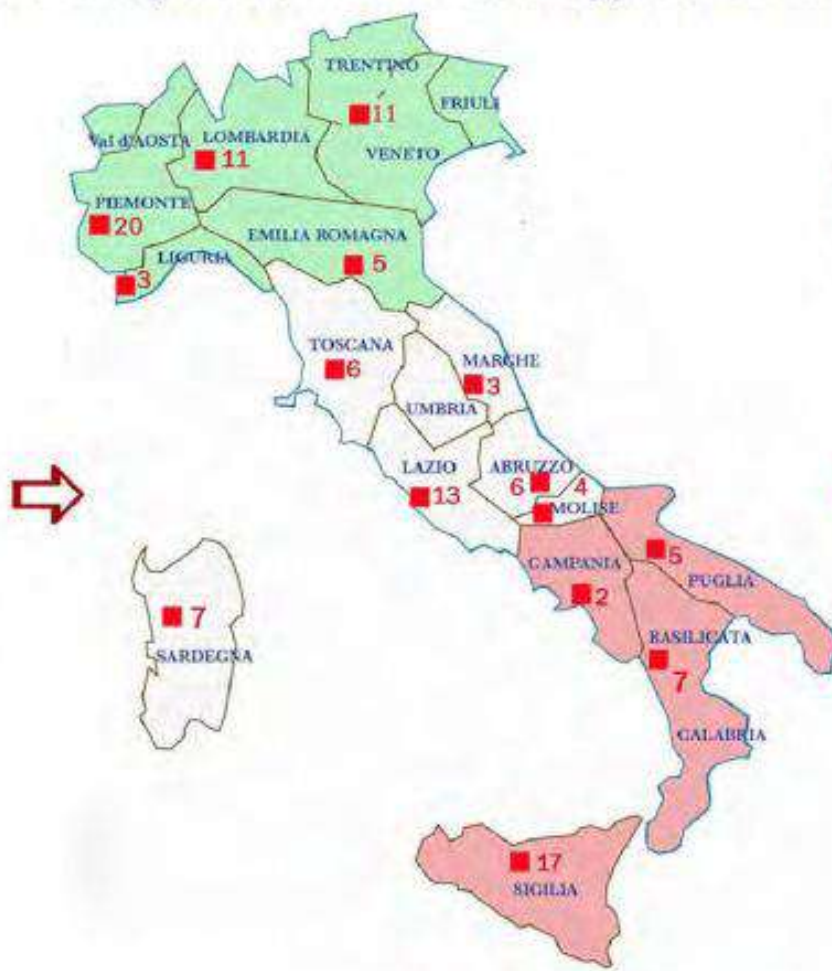 TRENTINO
11
FRIULI
Val d'AOSTA
LOMBARDIA
11
VENETO
PIEMONTE
20
EMILIA ROMAGNA
5
LIGURIA
3
TOSCANA
6
MARCHE
3
UMBRIA
LAZIO
13
ABRUZZO
6
4
MOLISE
CAMPANIA
2
5
PUGLIA
7
SARDEGNA
BASILICATA
7
CALABRIA
17
SIGILIA